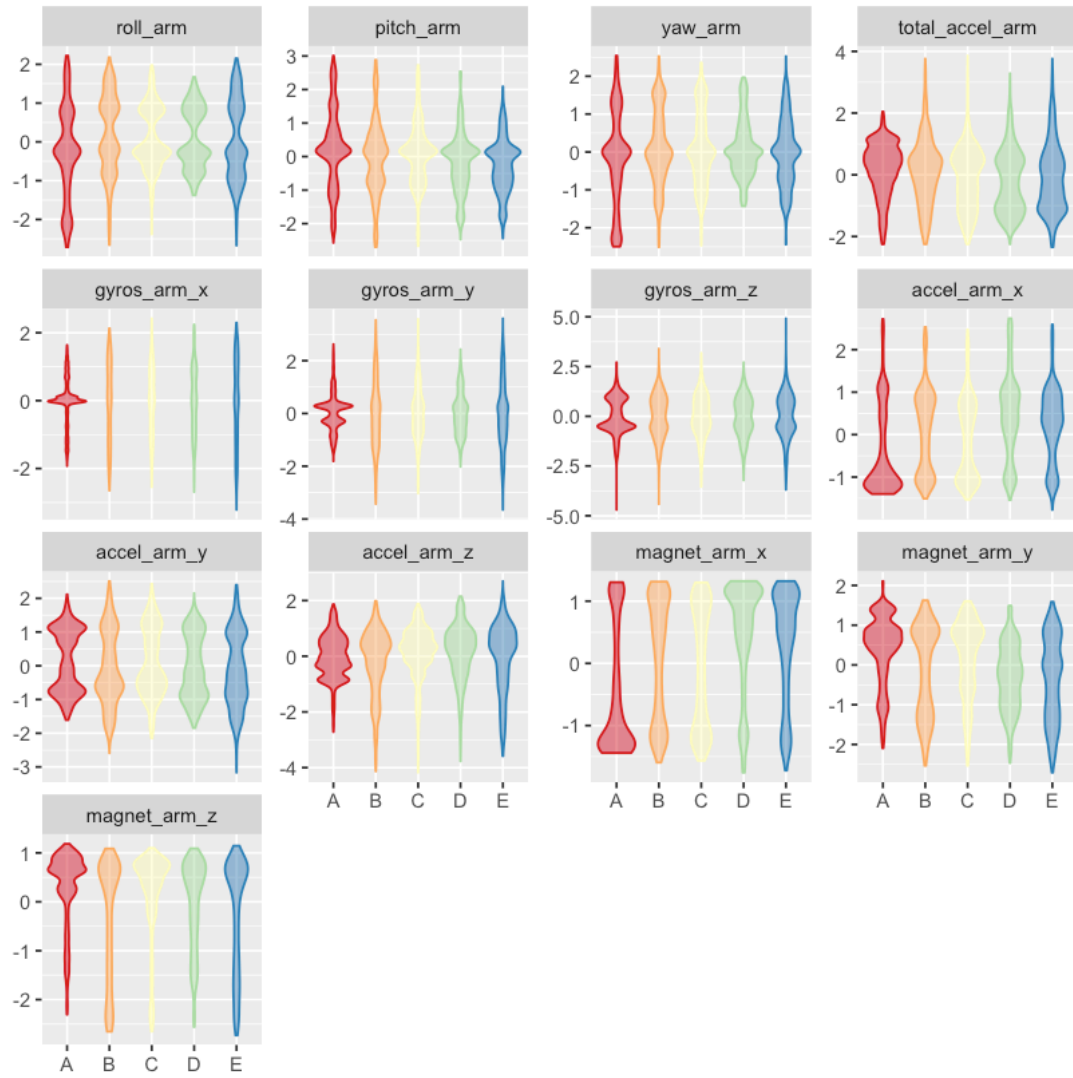 roll_arm pitch_arm yaw_arm total_accel_arm
2 1 0 -1 -2
3 2 1 0 -1 -2
2 1 0 -1 -2
4 2 0 -2
gyros_arm_x gyros_arm_y gyros_arm_z accel_arm_x
2 0 -2
2 0 -2 -4
5.0 2.5 0.0 -2.5 -5.0
2 1 0 -1
accel_arm_y accel_arm_z magnet_arm_x magnet_arm_y
2 1 0 -1 -2 -3
2 0 -2 -4
1 0 -1
2 1 0 -2
A B C D E
A B C D E
A B C D E
magnet_arm_z
1 0 -1 -2
A B C D E